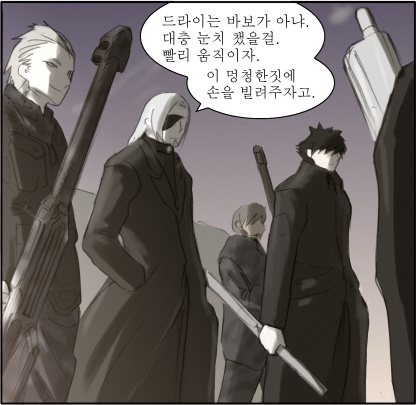 드라이는 바보가 아냐.
대충 눈치 챘을걸.
빨리 움직이자.
이 멍청한짓에
손을 빌려주자고.